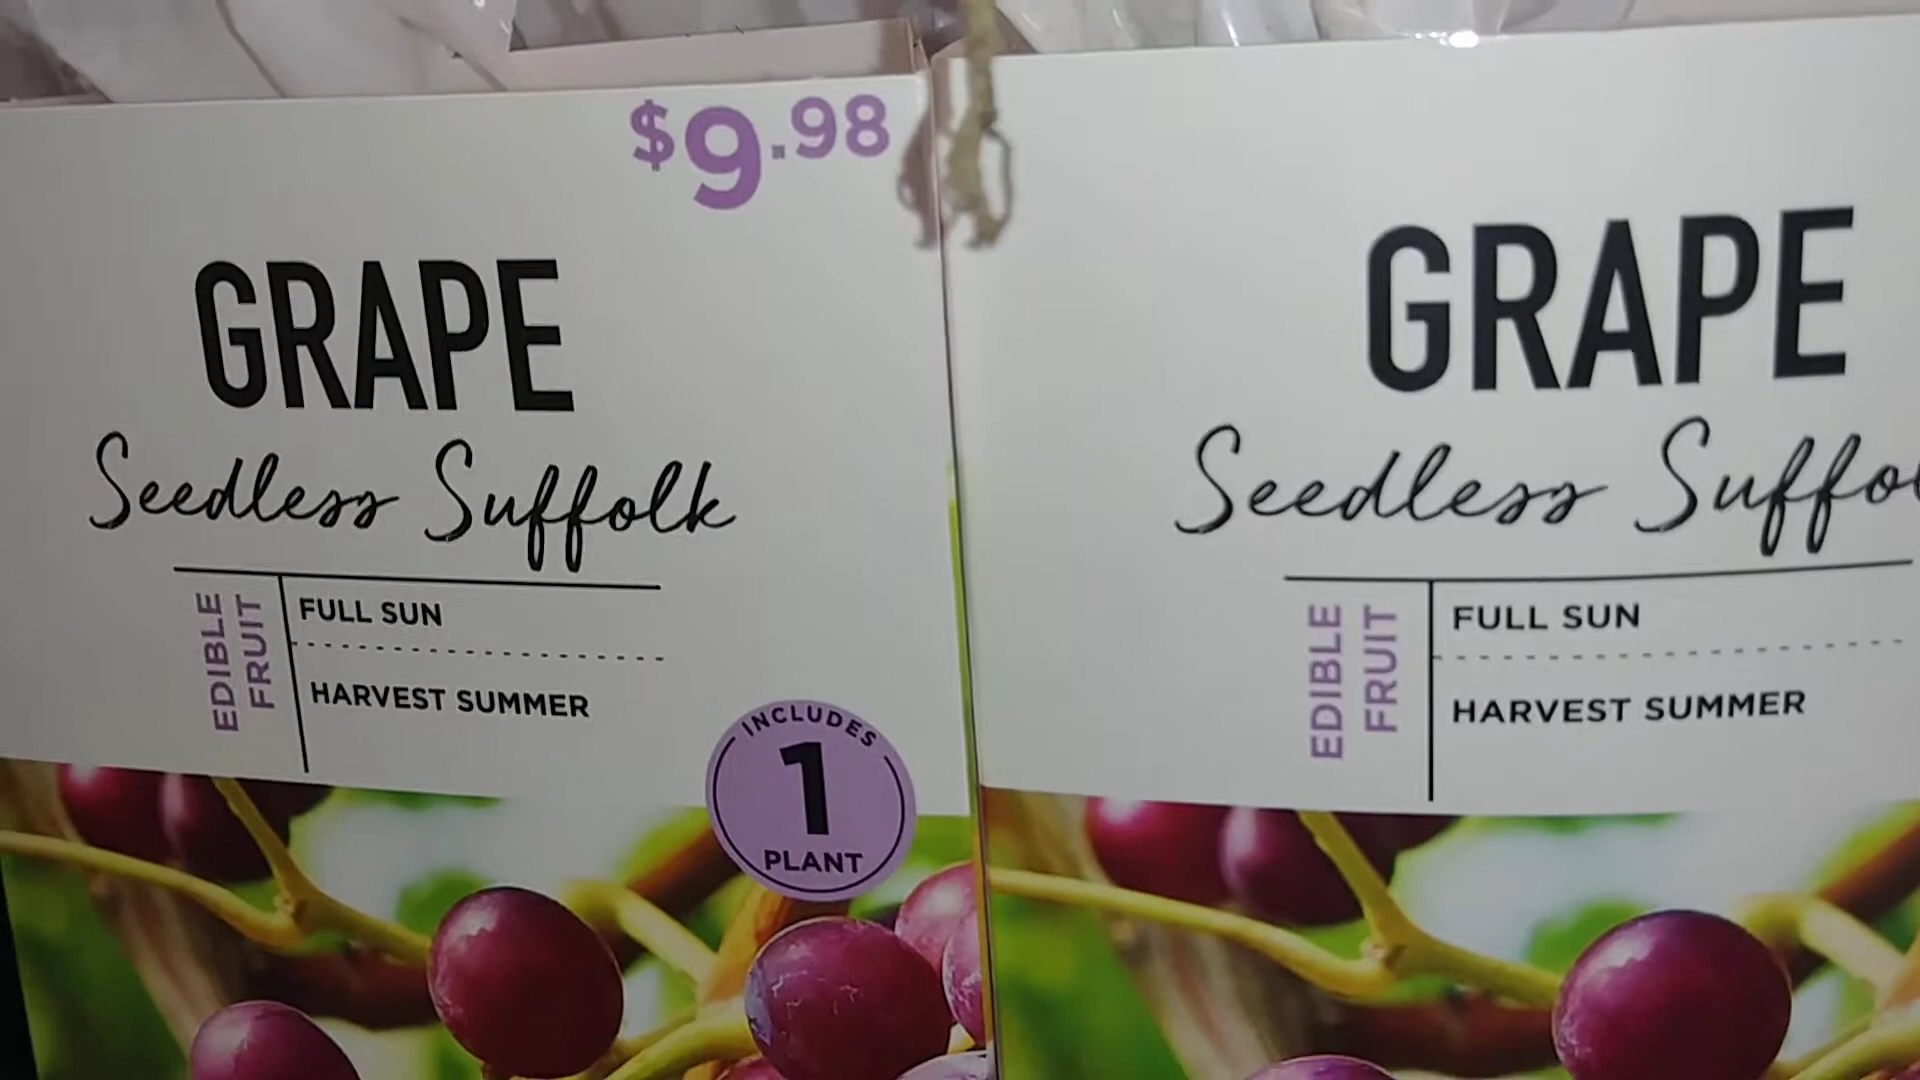 $9.98
GRAPE
Seedless Suffolk
EDIBLE
FRUIT
FULL SUN
HARVEST SUMMER
INCLUDES
1
PLANT
GRAPE
Seedless Suffo
EDIBLE
FRUIT
FULL SUN
HARVEST SUMMER